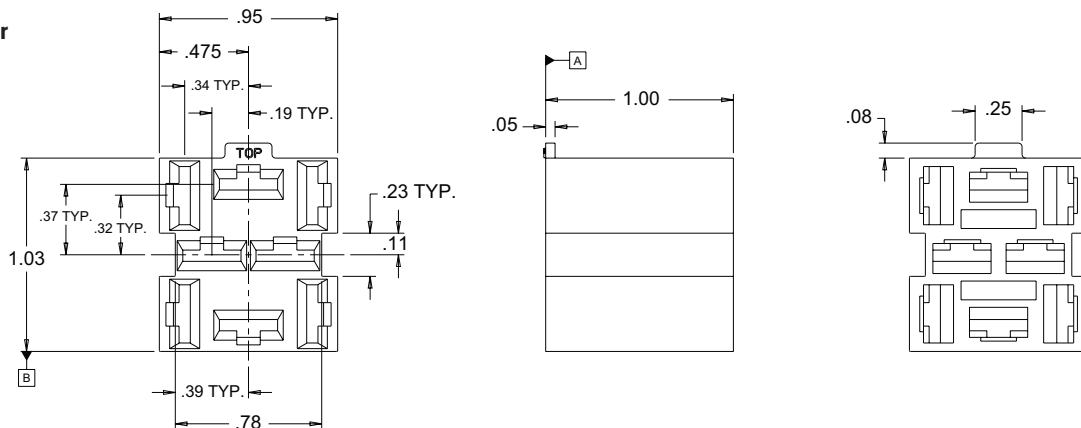 r
.95
.475
.34 TYP.
.19 TYP.
TOP
.37 TYP.
.32 TYP.
1.03
.23 TYP.
.11
B
.39 TYP.
.78
A
1.00
.05
.08
.25